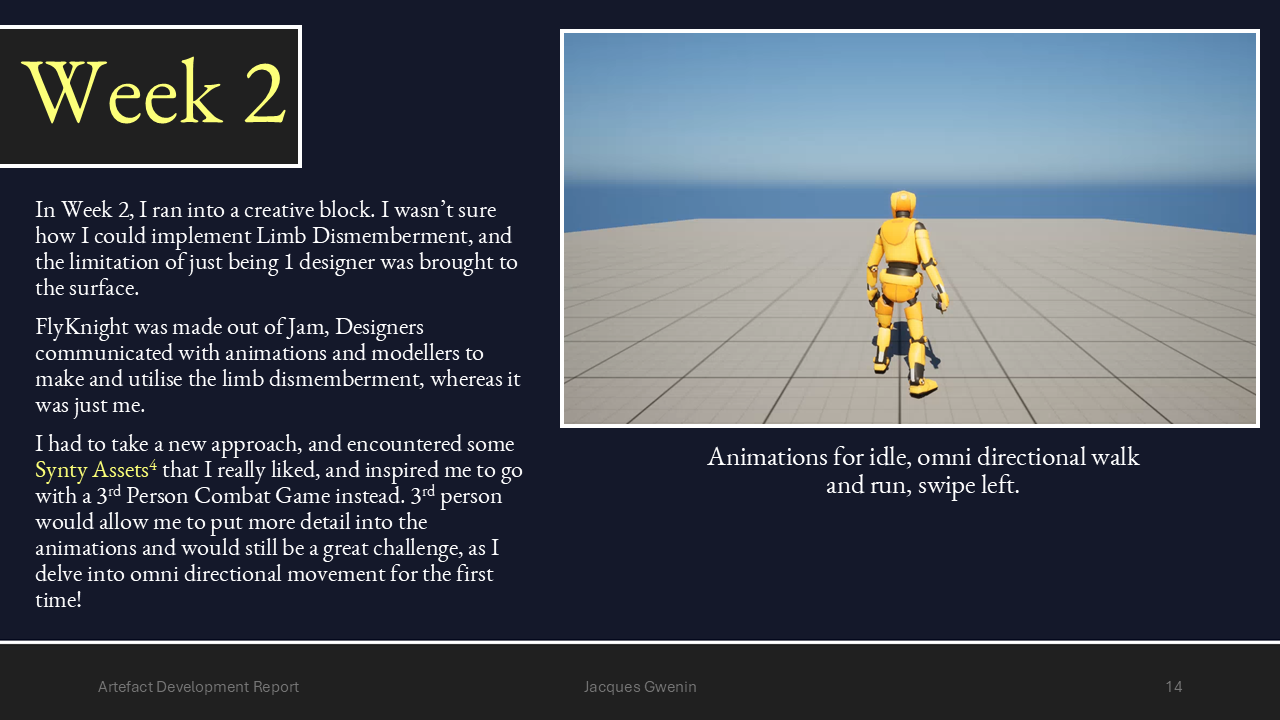 Week 2
In Week 2, I ran into a creative block. I wasn’t sure
how I could implement Limb Dismemberment, and
the limitation of just being 1 designer was brought to
the surface.
FlyKnight was made out of Jam, Designers
communicated with animations and modellers to
make and utilise the limb dismemberment, whereas it
was just me.
I had to take a new approach, and encountered some
Synty Assets⁴ that I really liked, and inspired me to go
with a 3rd Person Combat Game instead. 3rd person
would allow me to put more detail into the
animations and would still be a great challenge, as I
delve into omni directional movement for the first
time!
Animations for idle, omni directional walk
and run, swipe left.
Artefact Development Report
Jacques Gwenin
14